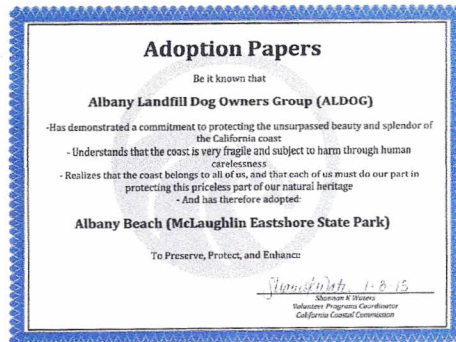 Adoption Papers
Be it known that
Albany Landfill Dog Owners Group (ALDOG)
-Has demonstrated a commitment to protecting the unsurpassed beauty and splendor of
the California coast
- Understands that the coast is very fragile and subject to harm through human
carelessness
- Realizes that the coast belongs to all of us, and that each of us must do our part in
protecting this priceless part of our natural heritage
- And has therefore adopted:
Albany Beach (McLaughlin Eastshore State Park)
To Preserve, Protect, and Enhance:
1-8-15
Shannon K Waters
Volunteer Programs Coordinator
California Coastal Commission